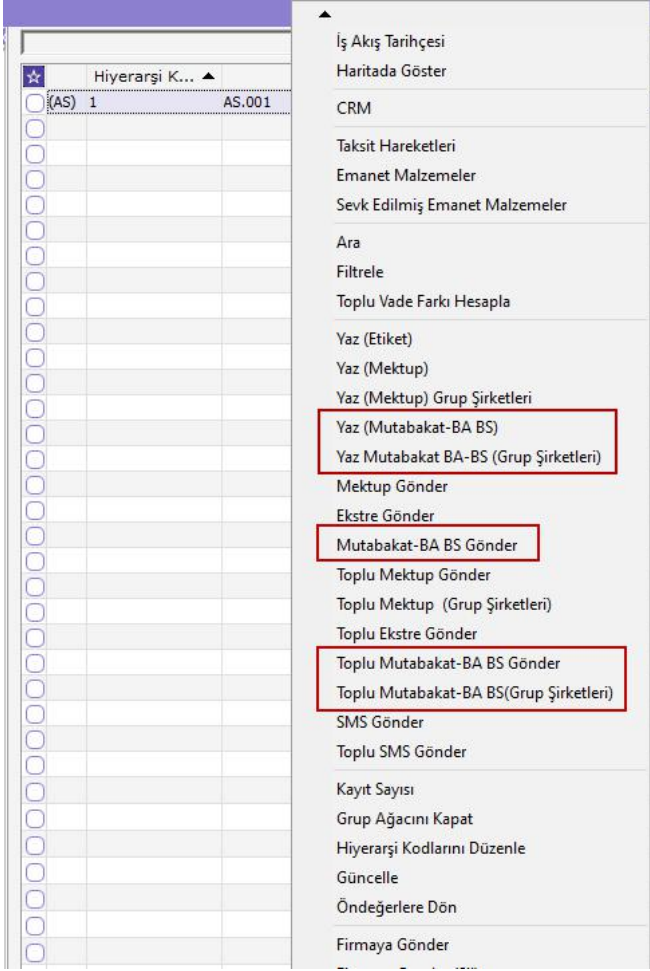 Hiyerarşi K...
(AS) 1 AS.001
İş Akış Tarihçesi
Haritada Göster
CRM
Taksit Hareketleri
Emanet Malzemeler
Sevk Edilmiş Emanet Malzemeler
Ara
Filtrele
Toplu Vade Farkı Hesapla
Yaz (Etiket)
Yaz (Mektup)
Yaz (Mektup) Grup Şirketleri
Yaz (Mutabakat-BA BS)
Yaz Mutabakat BA-BS (Grup Şirketleri)
Mektup Gönder
Ekstre Gönder
Mutabakat-BA BS Gönder
Toplu Mektup Gönder
Toplu Mektup  (Grup Şirketleri)
Toplu Ekstre Gönder
Toplu Mutabakat-BA BS Gönder
Toplu Mutabakat-BA BS(Grup Şirketleri)
SMS Gönder
Toplu SMS Gönder
Kayıt Sayısı
Grup Ağacını Kapat
Hiyerarşi Kodlarını Düzenle
Güncelle
Öndeğerlere Dön
Firmaya Gönder